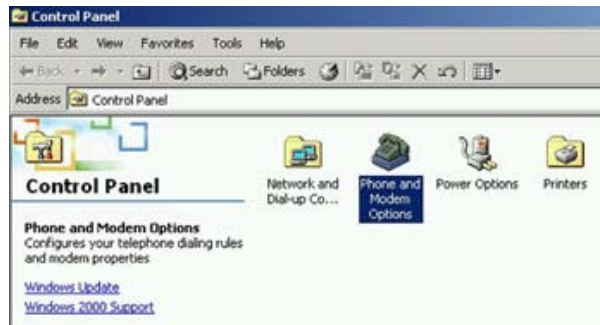 Control Panel
File Edit View Favorites Tools Help
Back Search Folders
Address Control Panel
Control Panel
Phone and Modem Options
Configures your telephone dialing rules
and modem properties
Windows Update
Windows 2000 Support
Network and
Dial-up Co...
Phone and
Modem
Options
Power Options
Printers